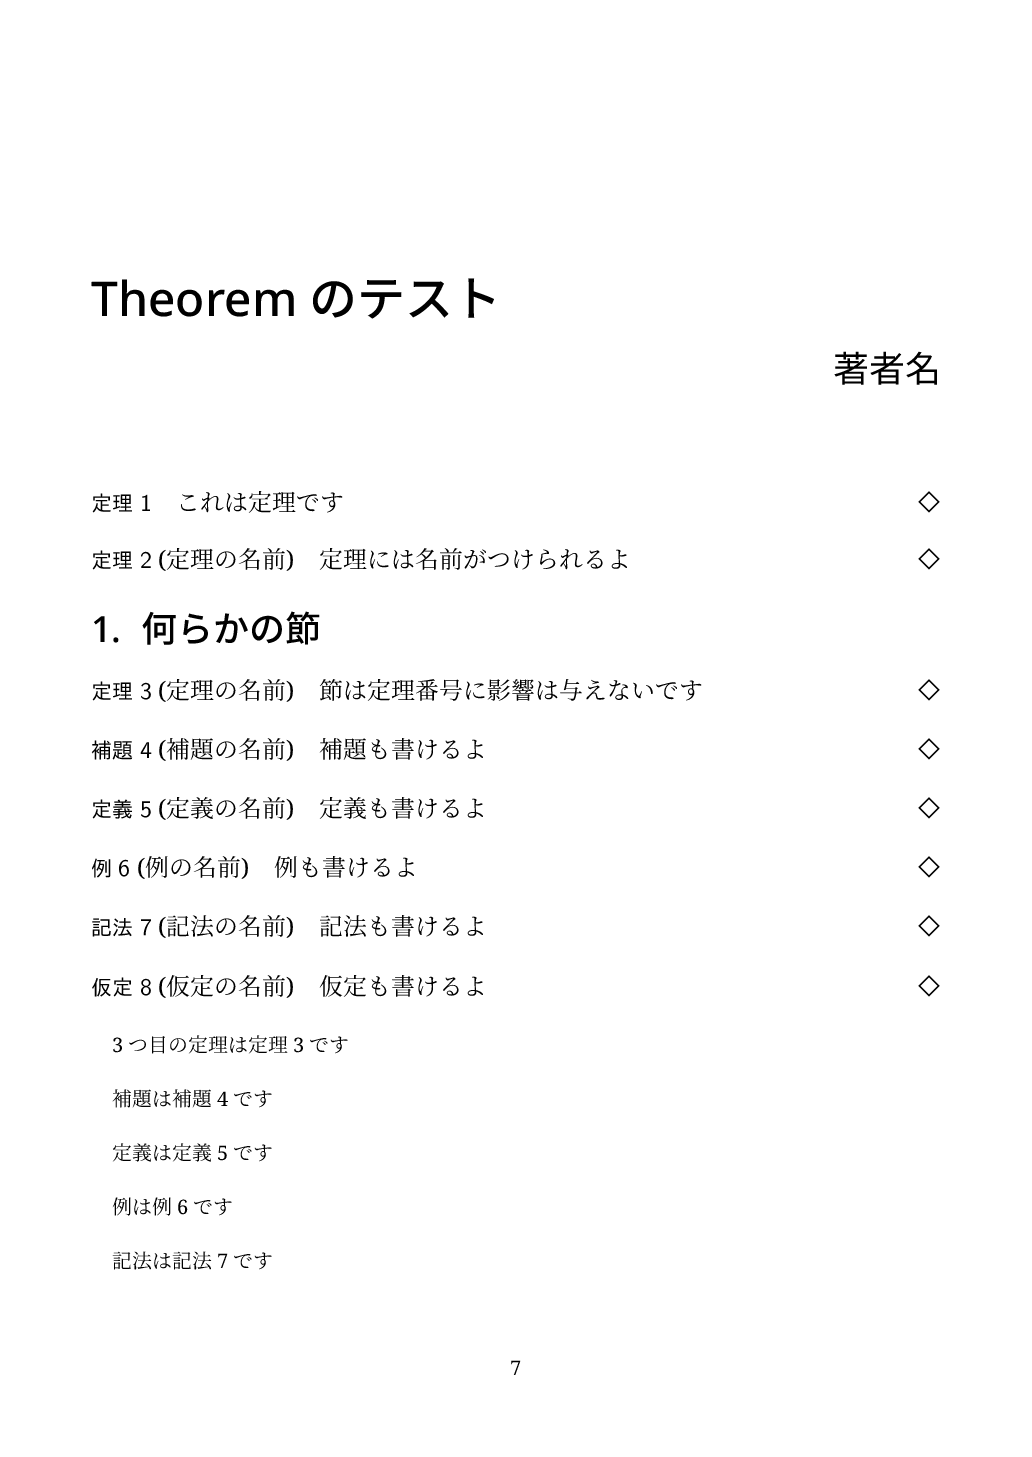 Theorem のテスト
著者名
定理 1　これは定理です ◇
定理 2 (定理の名前)　定理には名前がつけられるよ ◇
1. 何らかの節
定理 3 (定理の名前)　節は定理番号に影響は与えないです ◇
補題 4 (補題の名前)　補題も書けるよ ◇
定義 5 (定義の名前)　定義も書けるよ ◇
例 6 (例の名前)　例も書けるよ ◇
記法 7 (記法の名前)　記法も書けるよ ◇
仮定 8 (仮定の名前)　仮定も書けるよ ◇
3 つ目の定理は定理 3 です
補題は補題 4 です
定義は定義 5 です
例は例 6 です
記法は記法 7 です
7